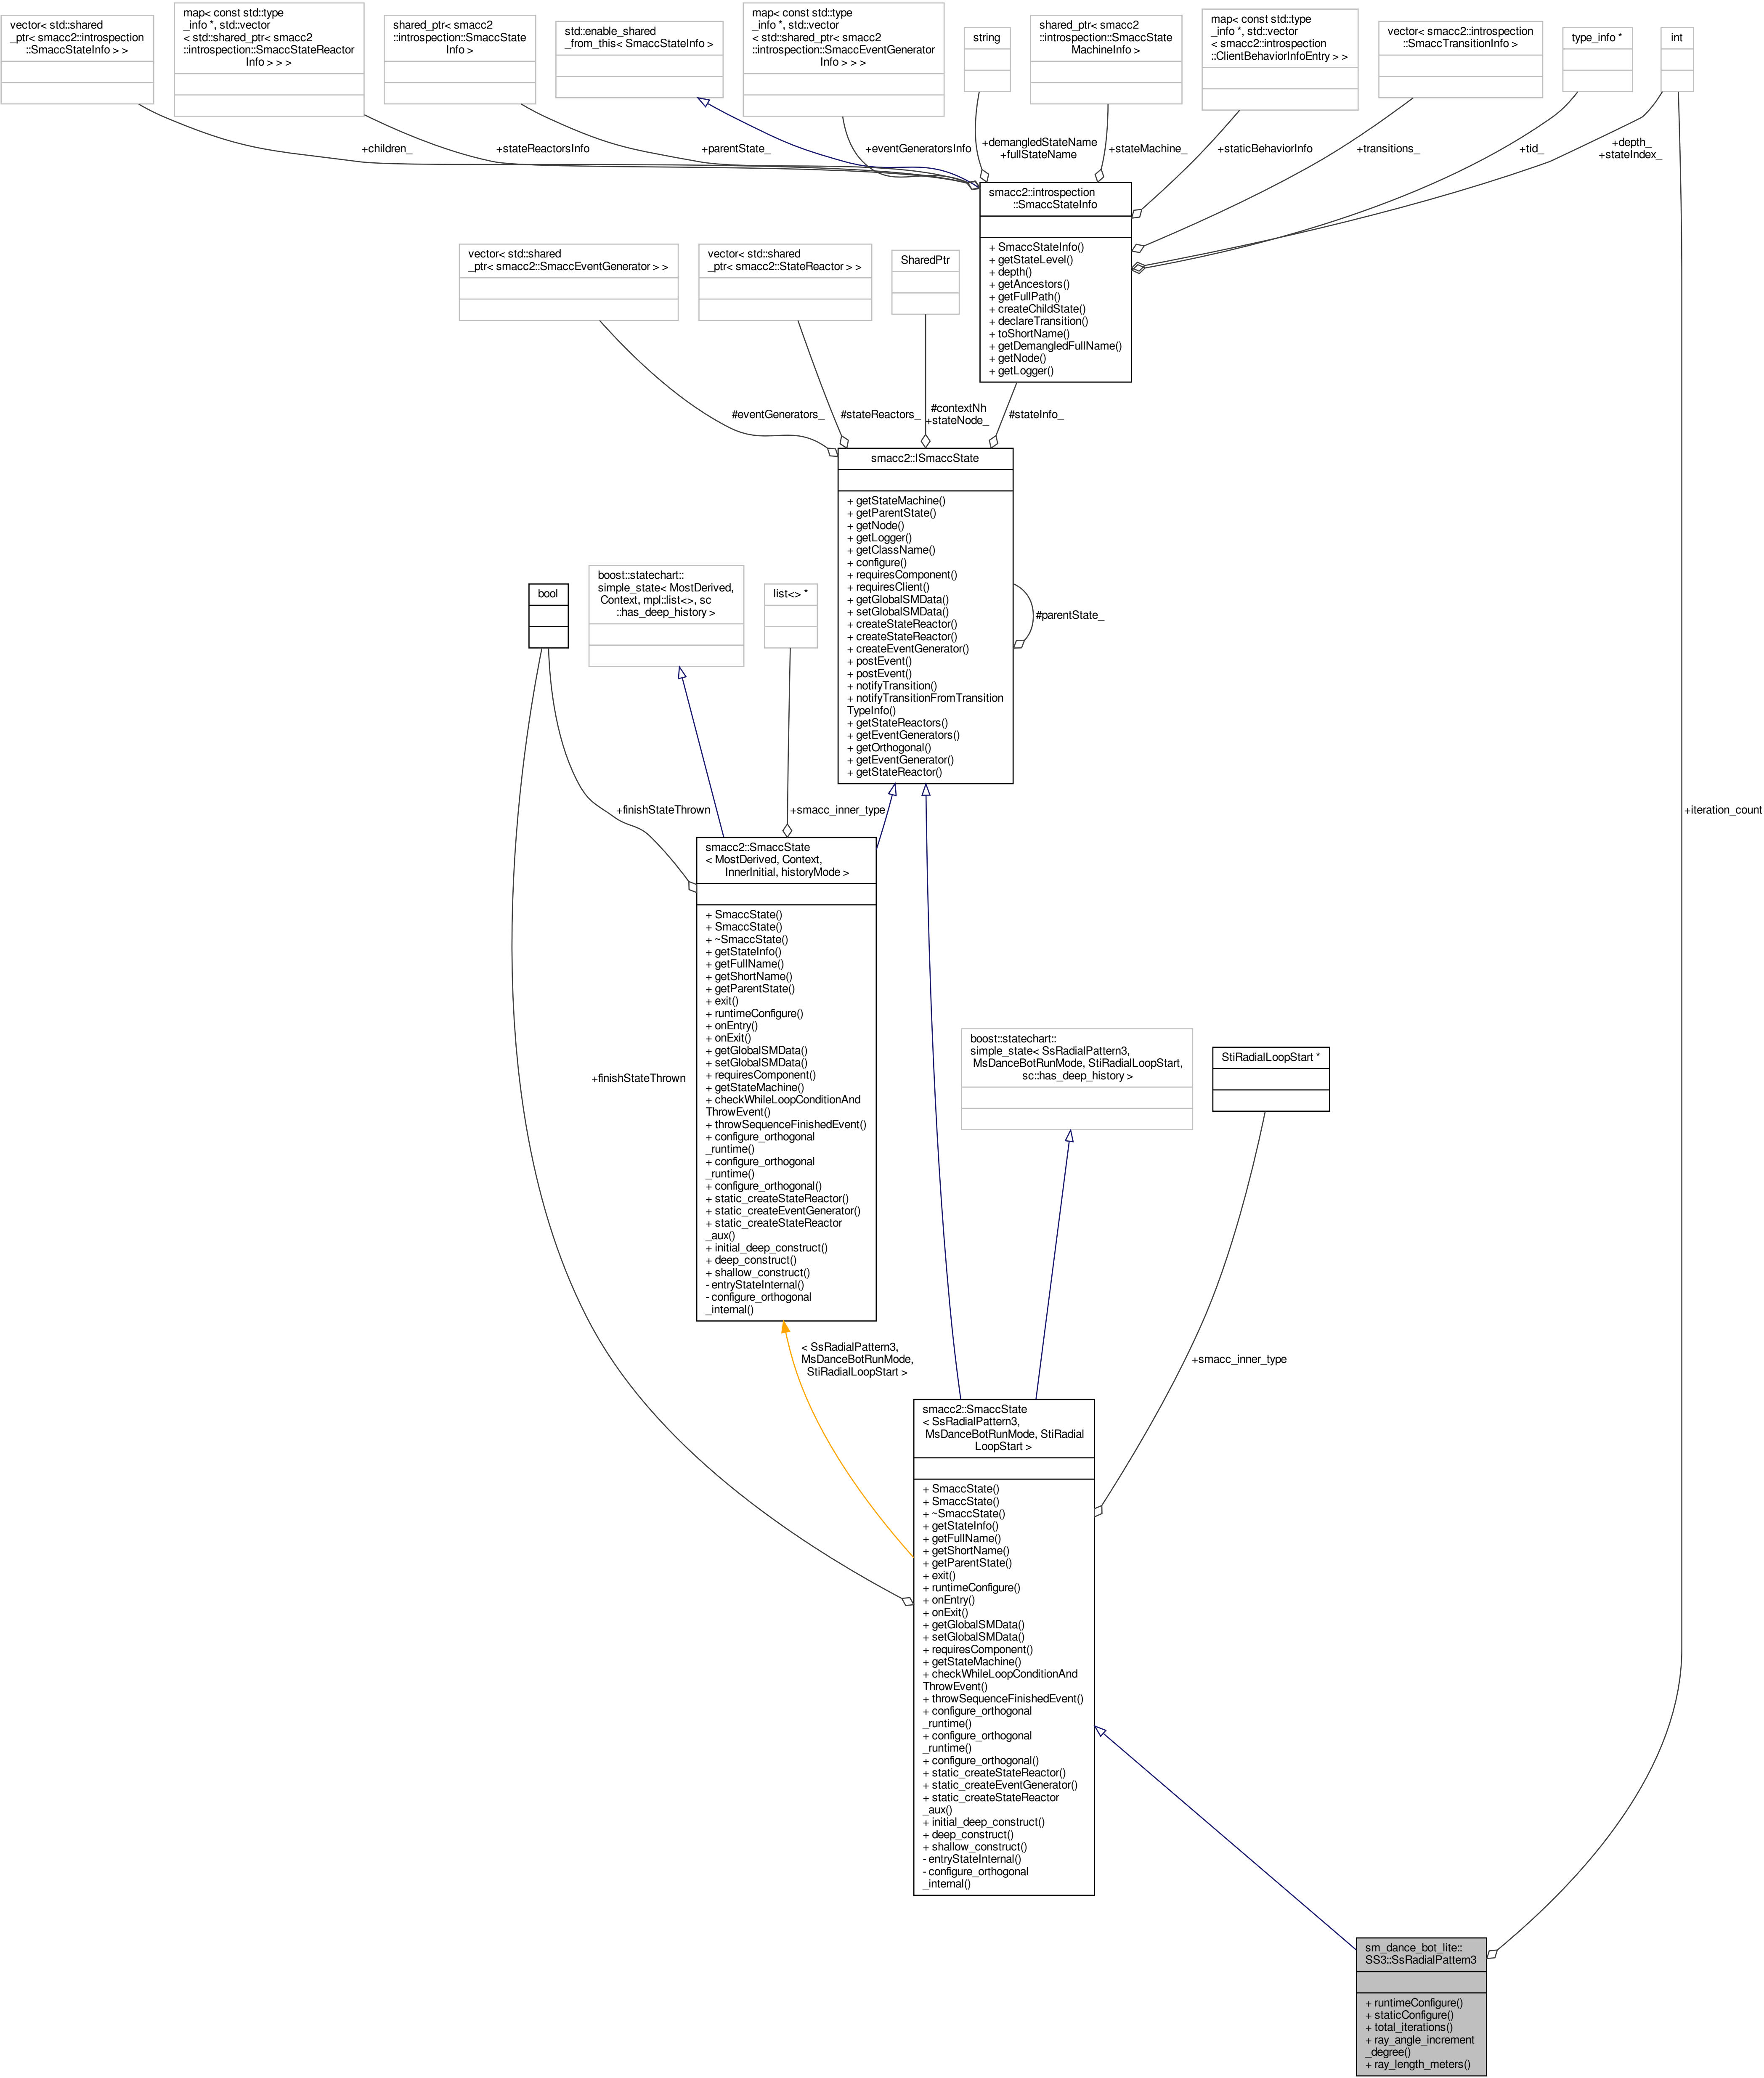 vector< std::shared
_ptr< smacc2::introspection
::SmaccStateInfo > >
map< const std::type
_info *, std::vector
< std::shared_ptr< smacc2
::introspection::SmaccStateReactor
Info > > >
shared_ptr< smacc2
::introspection::SmaccState
Info >
std::enable_shared
_from_this< SmaccStateInfo >
map< const std::type
_info *, std::vector
< std::shared_ptr< smacc2
::introspection::SmaccEventGenerator
Info > > >
string
shared_ptr< smacc2
::introspection::SmaccState
MachineInfo >
map< const std::type
_info *, std::vector
< smacc2::introspection
::ClientBehaviorInfoEntry > >
vector< smacc2::introspection
::SmaccTransitionInfo >
type_info *
int
+children_
+stateReactorsInfo
+parentState_
+eventGeneratorsInfo
+demangledStateName
+fullStateName
+stateMachine_
+staticBehaviorInfo
+transitions_
+tid_
+depth_
+stateIndex_
smacc2::introspection
::SmaccStateInfo
+ SmaccStateInfo()
+ getStateLevel()
+ depth()
+ getAncestors()
+ getFullPath()
+ createChildState()
+ declareTransition()
+ toShortName()
+ getDemangledFullName()
+ getNode()
+ getLogger()
vector< std::shared
_ptr< smacc2::SmaccEventGenerator > >
vector< std::shared
_ptr< smacc2::StateReactor > >
SharedPtr
#eventGenerators_
#stateReactors_
#contextNh
+stateNode_
#stateInfo_
smacc2::ISmaccState
+ getStateMachine()
+ getParentState()
+ getNode()
+ getLogger()
+ getClassName()
+ configure()
+ requiresComponent()
+ requiresClient()
+ getGlobalSMData()
+ setGlobalSMData()
+ createStateReactor()
+ createStateReactor()
+ createEventGenerator()
+ postEvent()
+ postEvent()
+ notifyTransition()
+ notifyTransitionFromTransition
TypeInfo()
+ getStateReactors()
+ getEventGenerators()
+ getOrthogonal()
+ getEventGenerator()
+ getStateReactor()
#parentState_
bool
boost::statechart::
simple_state< MostDerived,
Context, mpl::list<>, sc
::has_deep_history >
list<> *
+finishStateThrown
+smacc_inner_type
+iteration_count
smacc2::SmaccState
< MostDerived, Context,
InnerInitial, historyMode >
+ SmaccState()
+ SmaccState()
+ ~SmaccState()
+ getStateInfo()
+ getFullName()
+ getShortName()
+ getParentState()
+ exit()
+ runtimeConfigure()
+ onEntry()
+ onExit()
+ getGlobalSMData()
+ setGlobalSMData()
+ requiresComponent()
+ getStateMachine()
+ checkWhileLoopConditionAnd
ThrowEvent()
+ throwSequenceFinishedEvent()
+ configure_orthogonal
_runtime()
+ configure_orthogonal
_runtime()
+ configure_orthogonal()
+ static_createStateReactor()
+ static_createEventGenerator()
+ static_createStateReactor
_aux()
+ initial_deep_construct()
+ deep_construct()
+ shallow_construct()
- entryStateInternal()
- configure_orthogonal
_internal()
+finishStateThrown
boost::statechart::
simple_state< SsRadialPattern3,
MsDanceBotRunMode, StiRadialLoopStart,
sc::has_deep_history >
StiRadialLoopStart *
< SsRadialPattern3,
MsDanceBotRunMode,
StiRadialLoopStart >
+smacc_inner_type
smacc2::SmaccState
< SsRadialPattern3,
MsDanceBotRunMode, StiRadial
LoopStart >
+ SmaccState()
+ SmaccState()
+ ~SmaccState()
+ getStateInfo()
+ getFullName()
+ getShortName()
+ getParentState()
+ exit()
+ runtimeConfigure()
+ onEntry()
+ onExit()
+ getGlobalSMData()
+ setGlobalSMData()
+ requiresComponent()
+ getStateMachine()
+ checkWhileLoopConditionAnd
ThrowEvent()
+ throwSequenceFinishedEvent()
+ configure_orthogonal
_runtime()
+ configure_orthogonal
_runtime()
+ configure_orthogonal()
+ static_createStateReactor()
+ static_createEventGenerator()
+ static_createStateReactor
_aux()
+ initial_deep_construct()
+ deep_construct()
+ shallow_construct()
- entryStateInternal()
- configure_orthogonal
_internal()
sm_dance_bot_lite::
SS3::SsRadialPattern3
+ runtimeConfigure()
+ staticConfigure()
+ total_iterations()
+ ray_angle_increment
_degree()
+ ray_length_meters()